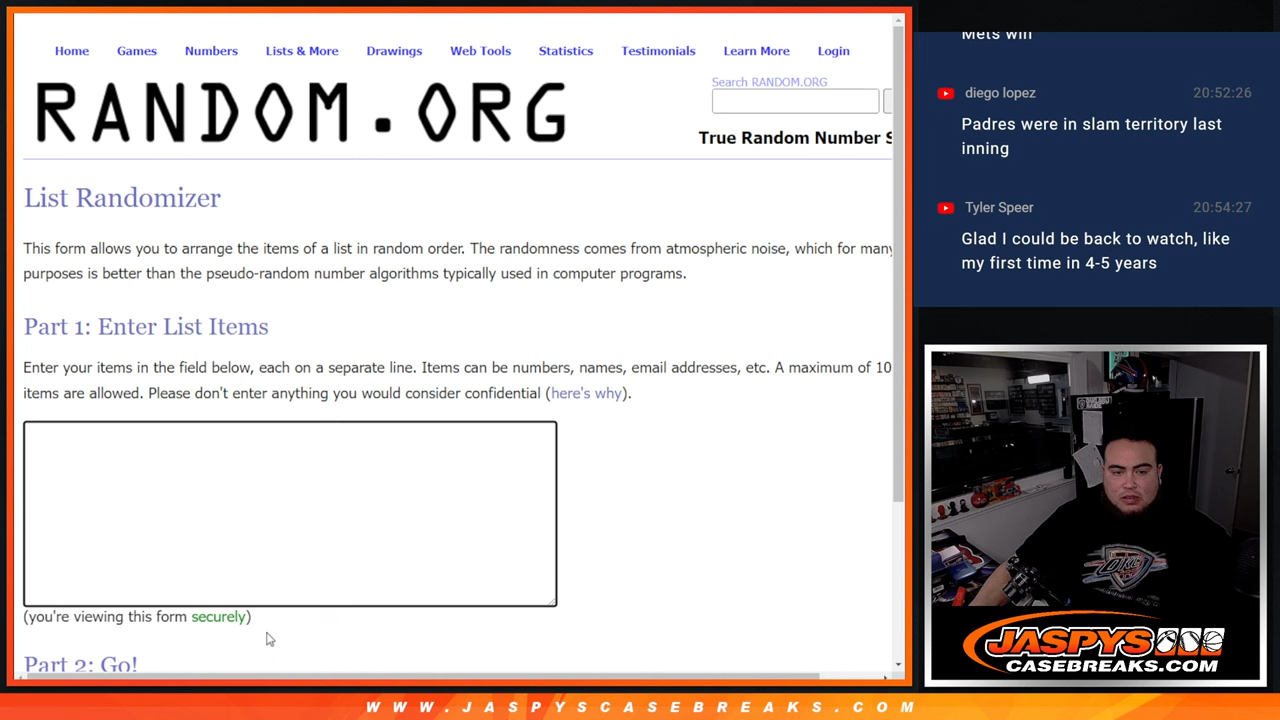 Home Games Numbers Lists & More Drawings Web Tools Statistics Testimonials Learn More Login
RANDOM.ORG
Search RANDOM.ORG
True Random Number S
List Randomizer
This form allows you to arrange the items of a list in random order. The randomness comes from atmospheric noise, which for many
purposes is better than the pseudo-random number algorithms typically used in computer programs.
Part 1: Enter List Items
Enter your items in the field below, each on a separate line. Items can be numbers, names, email addresses, etc. A maximum of 10
items are allowed. Please don't enter anything you would consider confidential (here's why).
(you're viewing this form securely)
Part 2: Go!
Mets win
diego lopez 20:52:26
Padres were in slam territory last
inning
Tyler Speer 20:54:27
Glad I could be back to watch, like
my first time in 4-5 years
OKC
JASPYS
CASEBREAKS.COM
WWW.JASPYSCASEBREAKS.COM